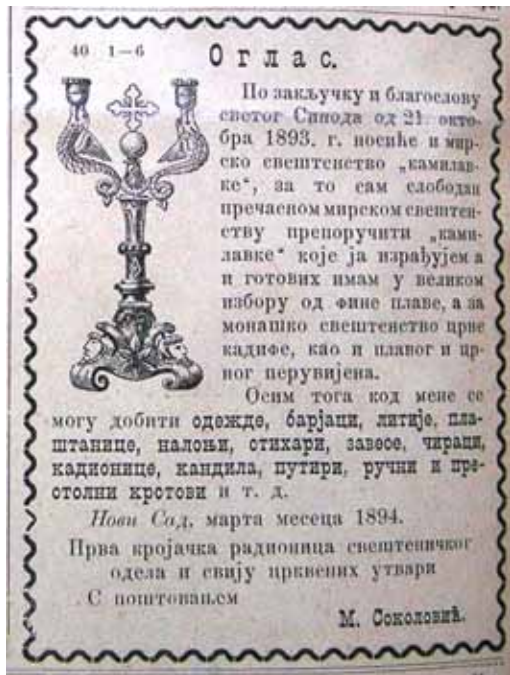 40 1—6
Оглас.
По закључку и благослову
светог Синода од 21. окто-
бра 1893. г. носиће и мир-
ско свештенство „камилав-
ке“, за то сам слободан
пречасном мирском свештен-
ству препоручити „ками-
лавке“ које ја израђујем а
и готових имам у великом
избору од фине плаве, а за
монашко свештенство црне
кадифе, као и плавог и цр-
ног перувијена.
Осим тога код мене се
могу добити одежде, барјаци, литије, пла-
штанице, налоњи, стихари, завесе, чираци,
кадионице, кандила, путири, ручни и пре-
столни крстови и т. д.
Нови Сад, марта месеца 1894.
Прва кројачка радионица свештеничког
одела и свију црквених утвари
С поштовањем
М. Соколовић.